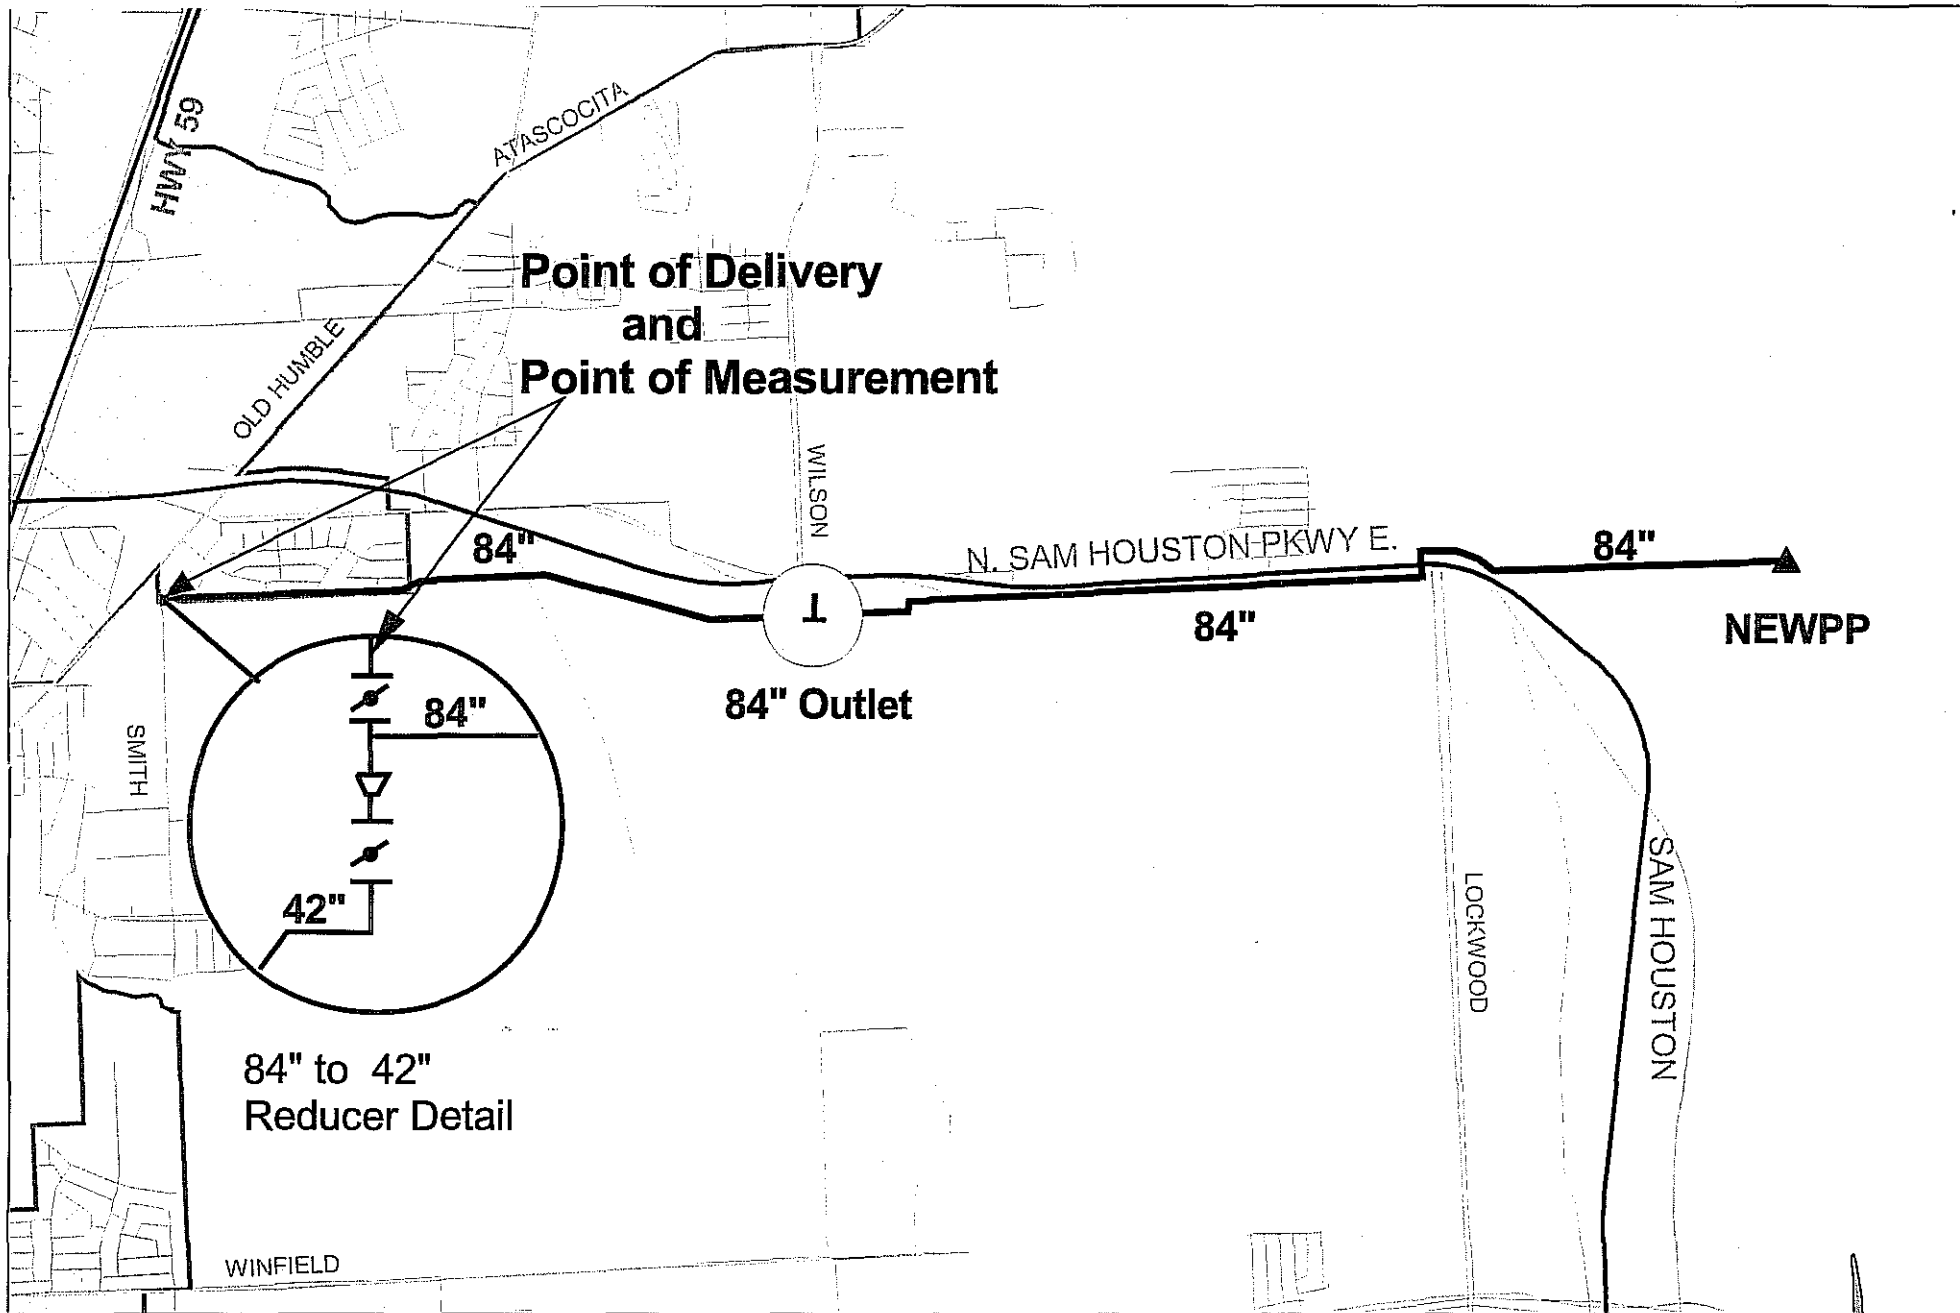 HWY 59
ATASCOCITA
Point of Delivery
and
Point of Measurement
OLD HUMBLE
WILSON
84"
N. SAM HOUSTON PKWY E.
84"
84"
NEWPP
84" Outlet
SMITH
84"
42"
LOCKWOOD
SAM HOUSTON
84" to 42"
Reducer Detail
WINFIELD